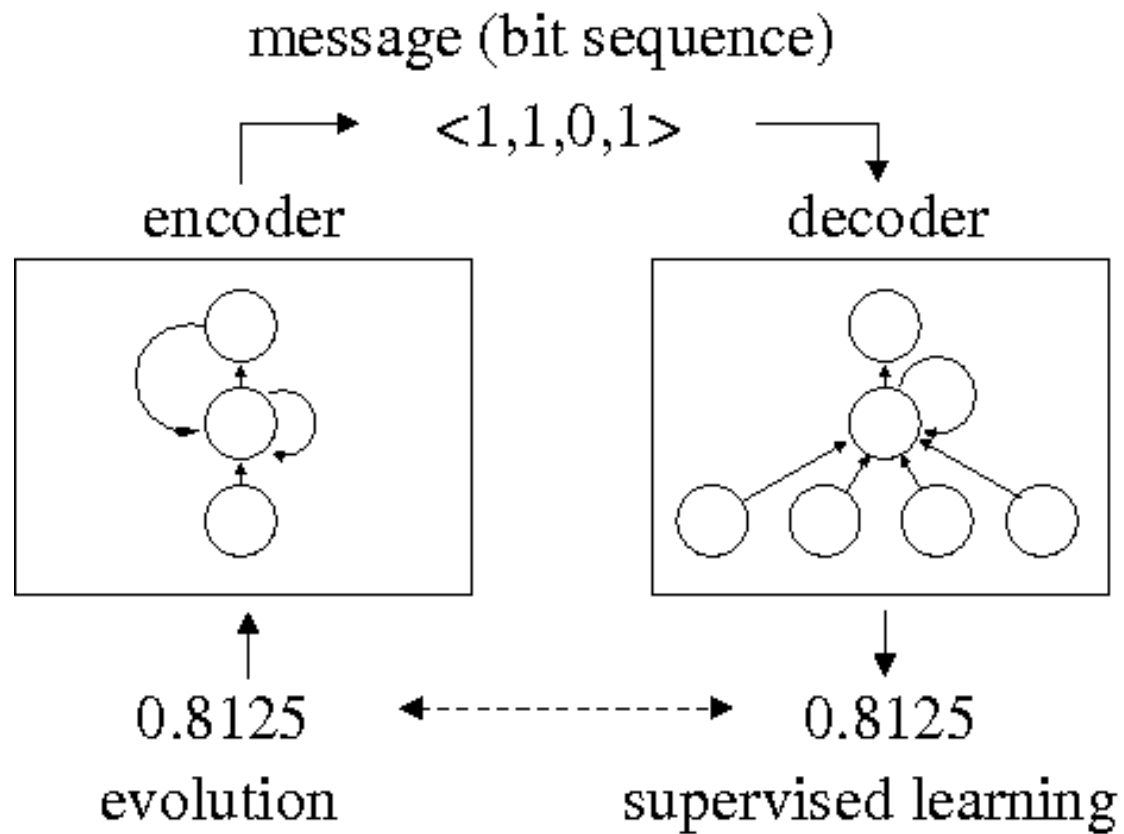 message (bit sequence)
<1,1,0,1>
encoder
decoder
0.8125
0.8125
evolution
supervised learning